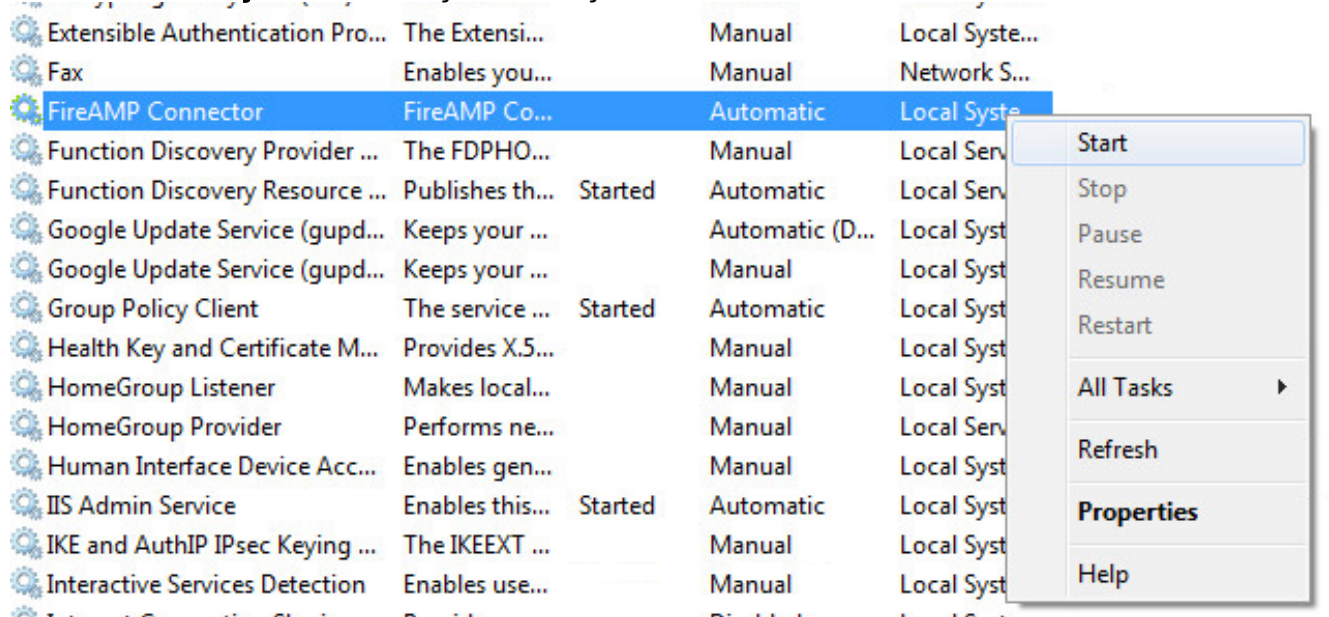 Extensible Authentication Pro... The Extensi... Manual Local Syste...
Fax Enables you... Manual Network S...
FireAMP Connector FireAMP Co... Automatic Local Syste
Function Discovery Provider ... The FDPHO... Manual Local Serv
Function Discovery Resource ... Publishes th... Started Automatic Local Serv
Google Update Service (gupd... Keeps your ... Automatic (D... Local Syst
Google Update Service (gupd... Keeps your ... Manual Local Syst
Group Policy Client The service ... Started Automatic Local Syst
Health Key and Certificate M... Provides X.5... Manual Local Syst
HomeGroup Listener Makes local... Manual Local Syst
HomeGroup Provider Performs ne... Manual Local Serv
Human Interface Device Acc... Enables gen... Manual Local Syst
IIS Admin Service Enables this... Started Automatic Local Syst
IKE and AuthIP IPsec Keying ... The IKEEXT ... Manual Local Syst
Interactive Services Detection Enables use... Manual Local Syst
Start
Stop
Pause
Resume
Restart
All Tasks
Refresh
Properties
Help